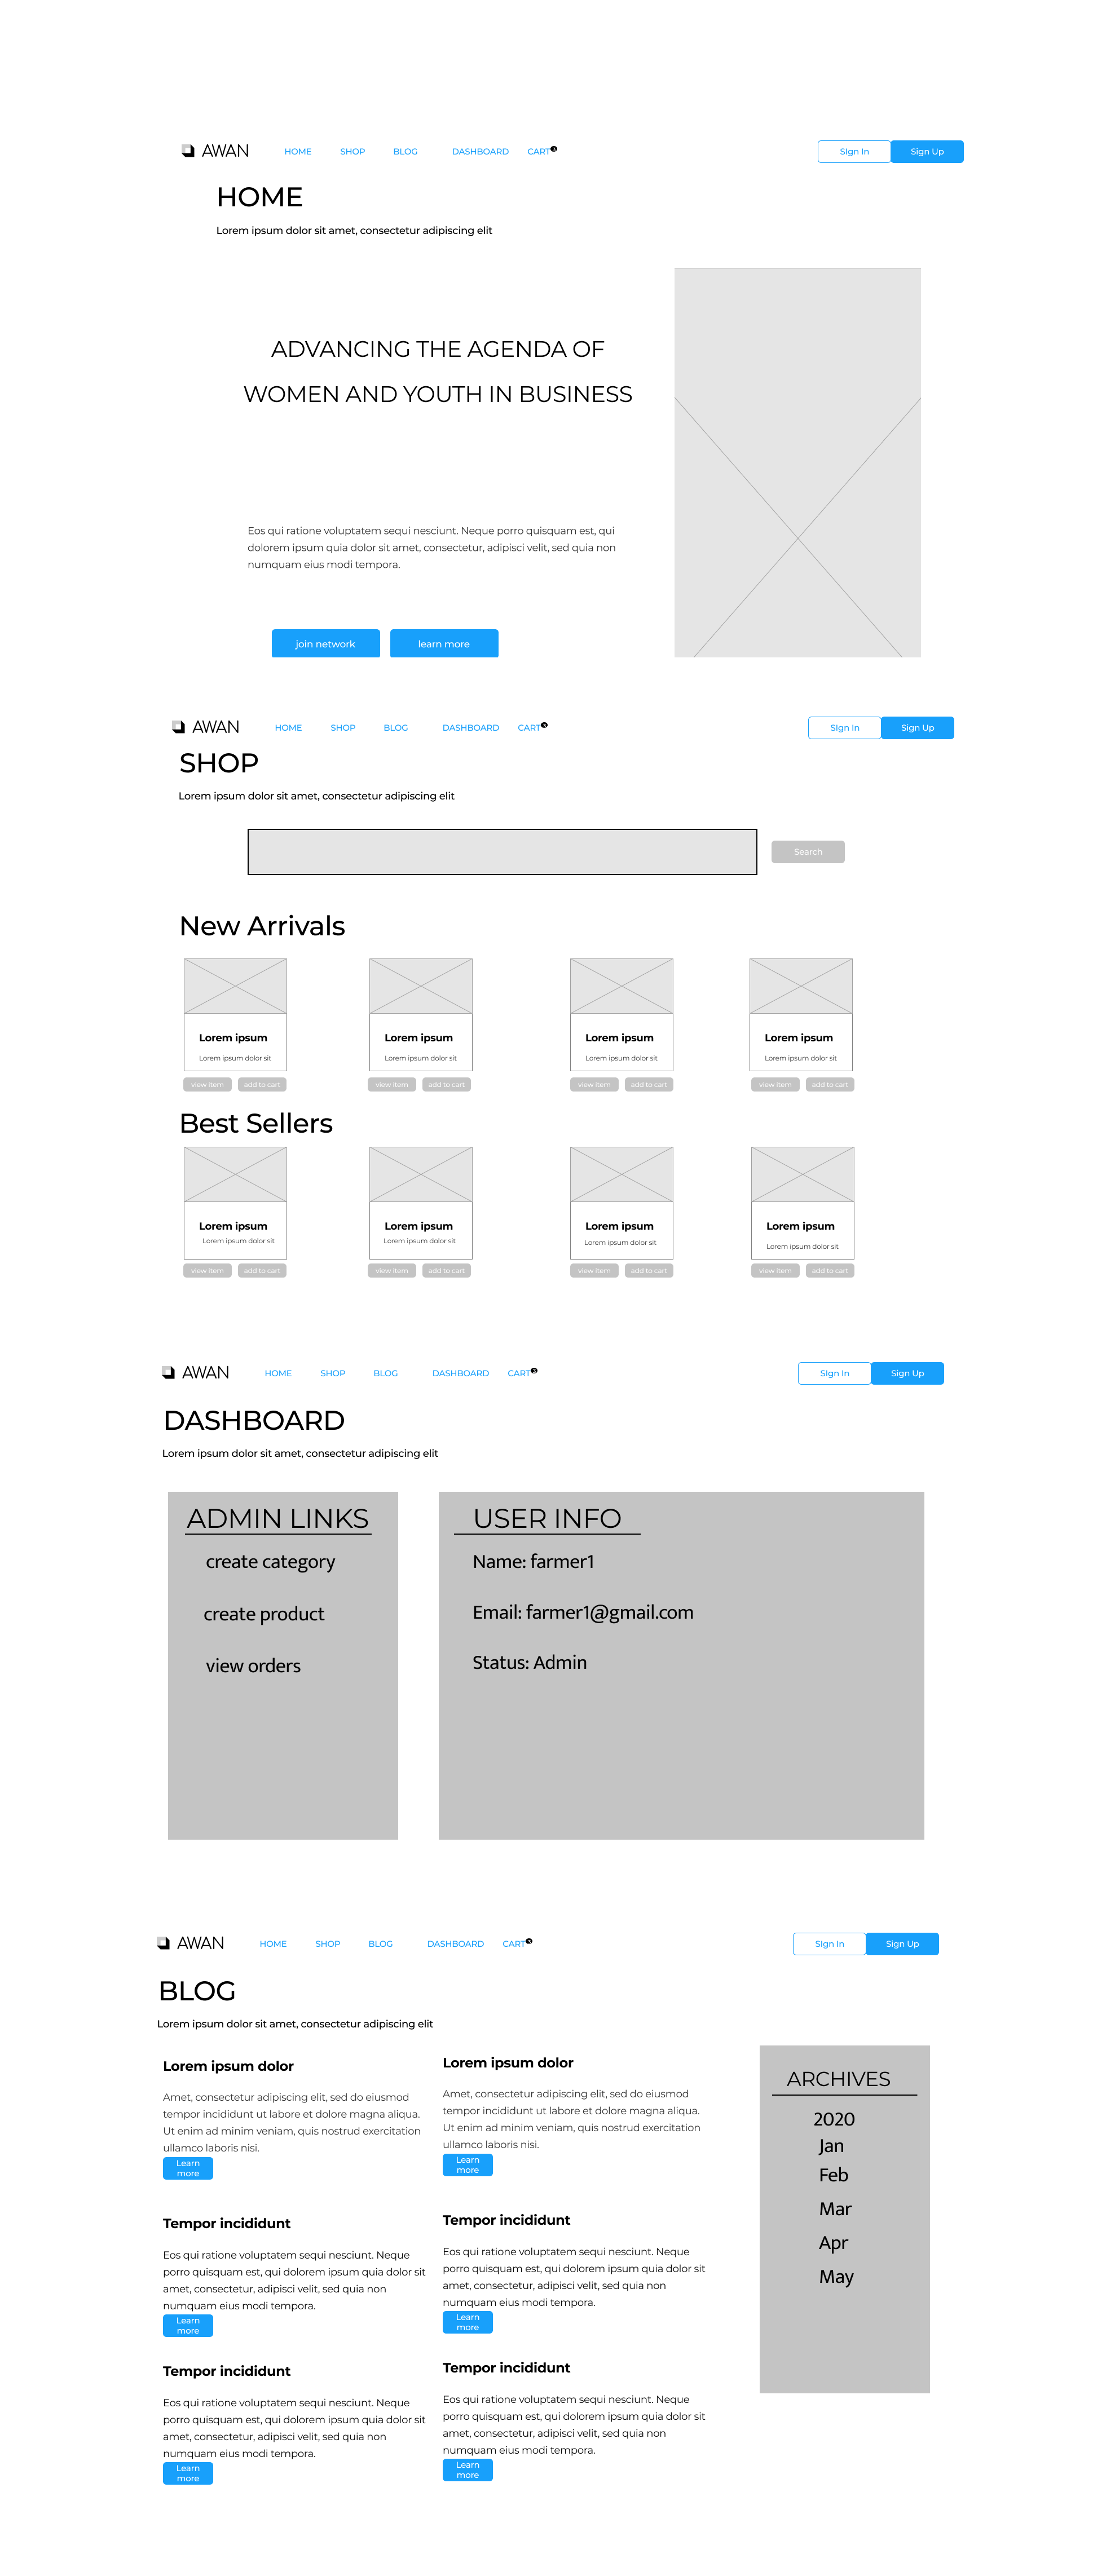 AWAN HOME SHOP BLOG DASHBOARD CART SIgn In Sign Up
HOME
Lorem ipsum dolor sit amet, consectetur adipiscing elit
ADVANCING THE AGENDA OF
WOMEN AND YOUTH IN BUSINESS
Eos qui ratione voluptatem sequi nesciunt. Neque porro quisquam est, qui
dolorem ipsum quia dolor sit amet, consectetur, adipisci velit, sed quia non
numquam eius modi tempora.
join network learn more
AWAN HOME SHOP BLOG DASHBOARD CART SIgn In Sign Up
SHOP
Lorem ipsum dolor sit amet, consectetur adipiscing elit
Search
New Arrivals
Lorem ipsum Lorem ipsum Lorem ipsum Lorem ipsum
Lorem ipsum dolor sit Lorem ipsum dolor sit Lorem ipsum dolor sit Lorem ipsum dolor sit
view item add to cart view item add to cart view item add to cart view item add to cart
Best Sellers
Lorem ipsum Lorem ipsum Lorem ipsum Lorem ipsum
Lorem ipsum dolor sit Lorem ipsum dolor sit Lorem ipsum dolor sit Lorem ipsum dolor sit
view item add to cart view item add to cart view item add to cart view item add to cart
AWAN HOME SHOP BLOG DASHBOARD CART SIgn In Sign Up
DASHBOARD
Lorem ipsum dolor sit amet, consectetur adipiscing elit
ADMIN LINKS
create category
create product
view orders
USER INFO
Name: farmer1
Email: farmer1@gmail.com
Status: Admin
AWAN HOME SHOP BLOG DASHBOARD CART SIgn In Sign Up
BLOG
Lorem ipsum dolor sit amet, consectetur adipiscing elit
Lorem ipsum dolor
Amet, consectetur adipiscing elit, sed do eiusmod
tempor incididunt ut labore et dolore magna aliqua.
Ut enim ad minim veniam, quis nostrud exercitation
ullamco laboris nisi.
Learn
more
Lorem ipsum dolor
Amet, consectetur adipiscing elit, sed do eiusmod
tempor incididunt ut labore et dolore magna aliqua.
Ut enim ad minim veniam, quis nostrud exercitation
ullamco laboris nisi.
Learn
more
Tempor incididunt
Eos qui ratione voluptatem sequi nesciunt. Neque
porro quisquam est, qui dolorem ipsum quia dolor sit
amet, consectetur, adipisci velit, sed quia non
numquam eius modi tempora.
Learn
more
Tempor incididunt
Eos qui ratione voluptatem sequi nesciunt. Neque
porro quisquam est, qui dolorem ipsum quia dolor sit
amet, consectetur, adipisci velit, sed quia non
numquam eius modi tempora.
Learn
more
Tempor incididunt
Eos qui ratione voluptatem sequi nesciunt. Neque
porro quisquam est, qui dolorem ipsum quia dolor sit
amet, consectetur, adipisci velit, sed quia non
numquam eius modi tempora.
Learn
more
Tempor incididunt
Eos qui ratione voluptatem sequi nesciunt. Neque
porro quisquam est, qui dolorem ipsum quia dolor sit
amet, consectetur, adipisci velit, sed quia non
numquam eius modi tempora.
Learn
more
ARCHIVES
2020
Jan
Feb
Mar
Apr
May